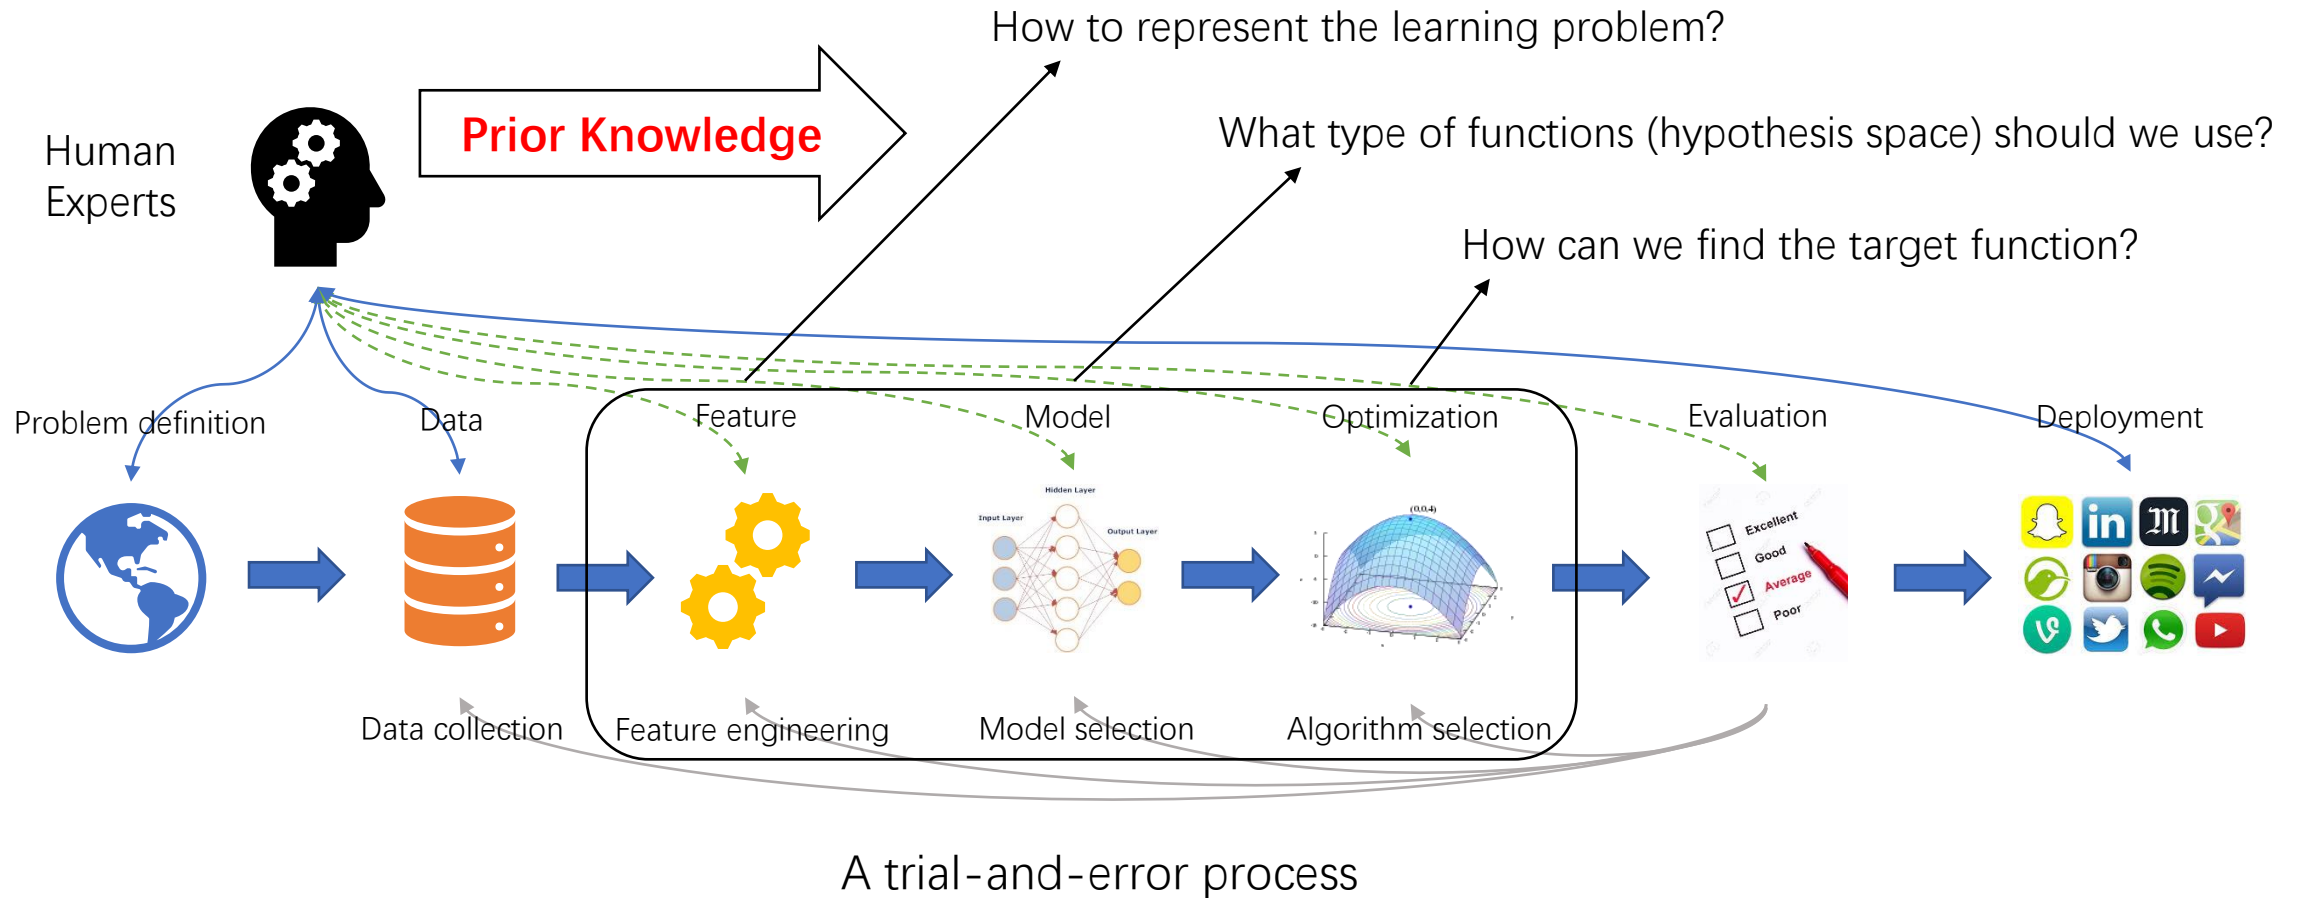 How to represent the learning problem?
Prior Knowledge
What type of functions (hypothesis space) should we use?
Human
Experts
How can we find the target function?
Problem definition
Data
Feature
Model
Optimization
Evaluation
Deployment
Hidden Layer
Input Layer
Output Layer
(0,0,4)
Excellent
Good
Average
Poor
in
Data collection
Feature engineering
Model selection
Algorithm selection
A trial-and-error process